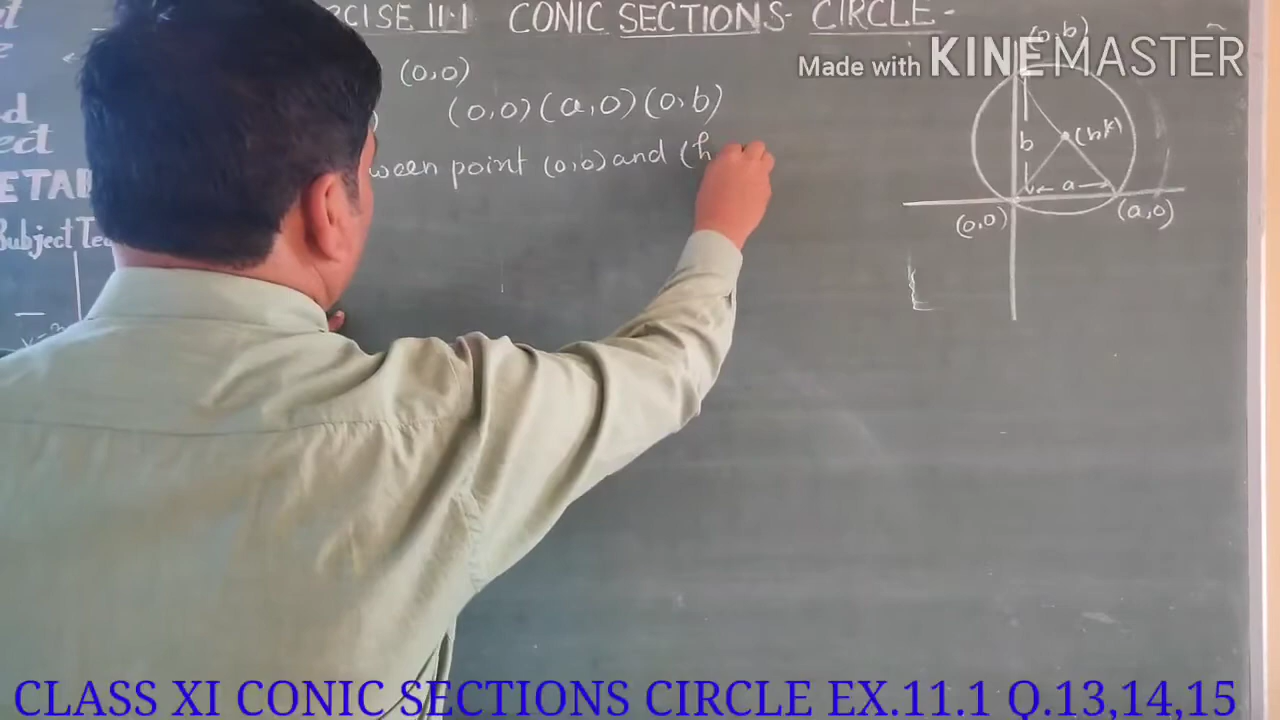 CISE 11.1 CONIC SECTIONS- CIRCLE-
(0,0)
(0,0) (a,0) (0,b)
ween point (0,0) and (h
(0,b)
(h,k)
b
a
(0,0)
(a,0)
Made with KINEMASTER
ect
ETA
Subject Te
CLASS XI CONIC SECTIONS CIRCLE EX.11.1 Q.13,14,15